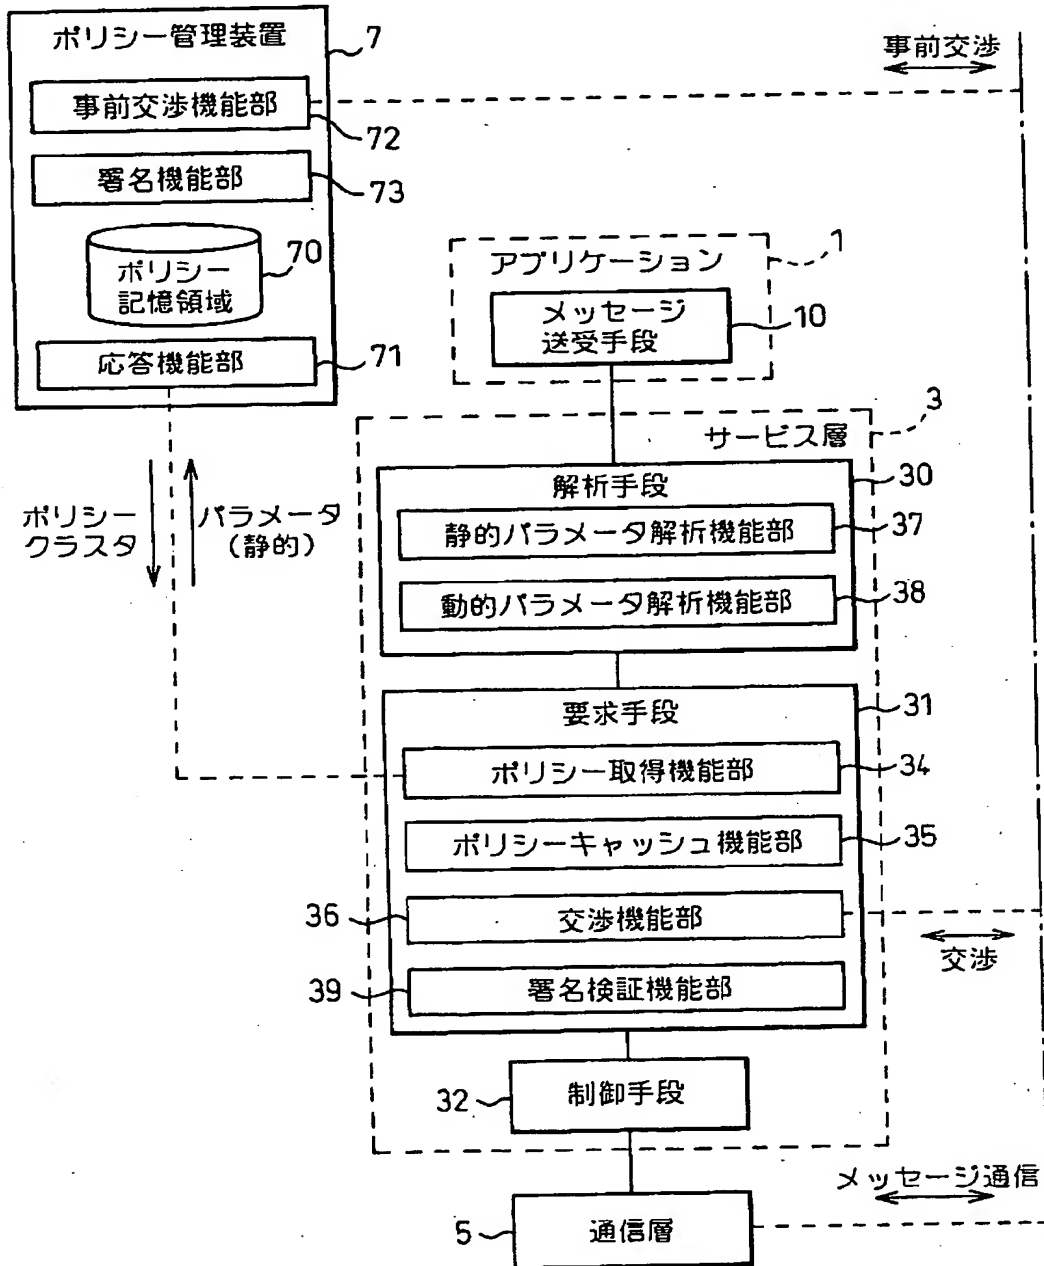 ポリシー管理装置
7
事前交渉
事前交渉機能部
72
署名機能部
73
ポリシー
記憶領域
70
応答機能部
71
アプリケーション
1
メッセージ
送受手段
10
サービス層
3
ポリシー
クラスタ
パラメータ
(静的)
解析手段
30
静的パラメータ解析機能部
37
動的パラメータ解析機能部
38
要求手段
31
ポリシー取得機能部
34
ポリシーキャッシュ機能部
35
36
交渉機能部
交渉
39
署名検証機能部
32
制御手段
メッセージ通信
5
通信層